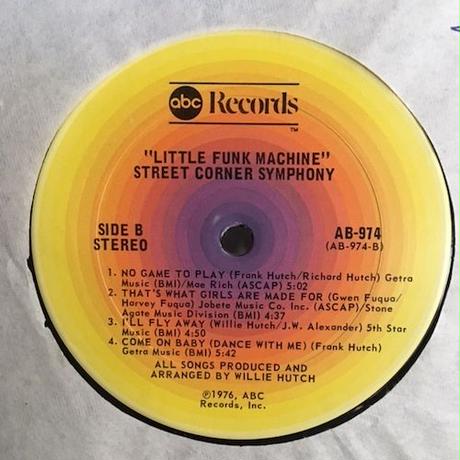 abc Records
TM
"LITTLE FUNK MACHINE"
STREET CORNER SYMPHONY
SIDE B
STEREO
AB-974
(AB-974-B)
1. NO GAME TO PLAY (Frank Hutch/Richard Hutch) Getra
Music (BMI)/Mae Rich (ASCAP) 5:02
2. THAT'S WHAT GIRLS ARE MADE FOR (Gwen Fuqua/
Harvey Fuqua) Jobete Music Co. Inc. (ASCAP)/Stone
Agate Music Division (BMI) 4:37
3. I'LL FLY AWAY (Willie Hutch/J.W. Alexander) 5th Star
Music (BMI) 4:50
4. COME ON BABY (DANCE WITH ME) (Frank Hutch)
Getra Music (BMI) 5:42
ALL SONGS PRODUCED AND
ARRANGED BY WILLIE HUTCH
℗1976, ABC
Records, Inc.